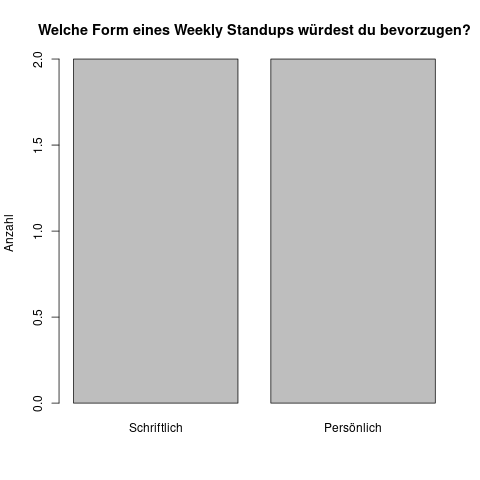 Welche Form eines Weekly Standups würdest du bevorzugen?
2.0
1.5
1.0
0.5
0.0
Anzahl
Schriftlich
Persönlich